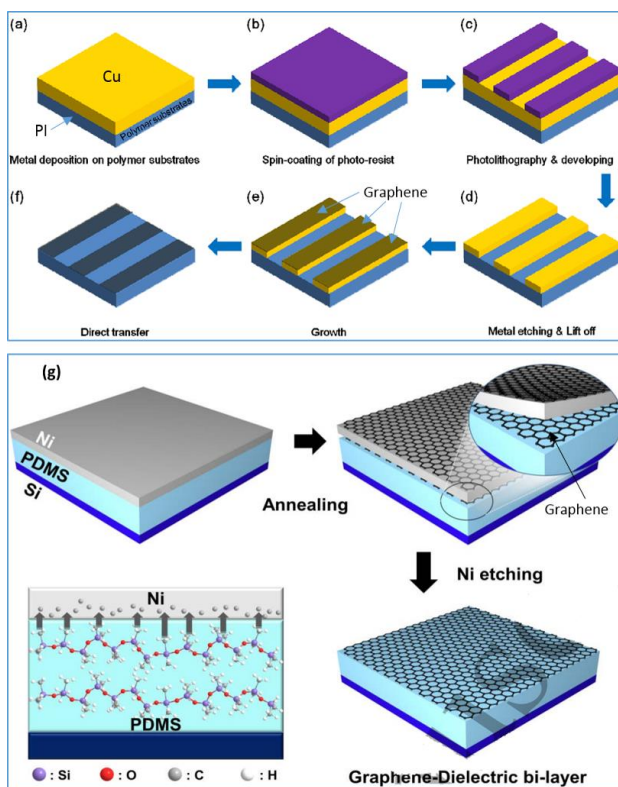 (a)
(b)
(c)
Cu
PI
Polymer substrates
Metal deposition on polymer substrates
Spin-coating of photo-resist
Photolithography & developing
(f)
(e)
(d)
Graphene
Direct transfer
Growth
Metal etching & Lift off
(g)
Ni
PDMS
Si
Annealing
Graphene
Ni etching
Ni
PDMS
: Si : O : C : H
Graphene-Dielectric bi-layer